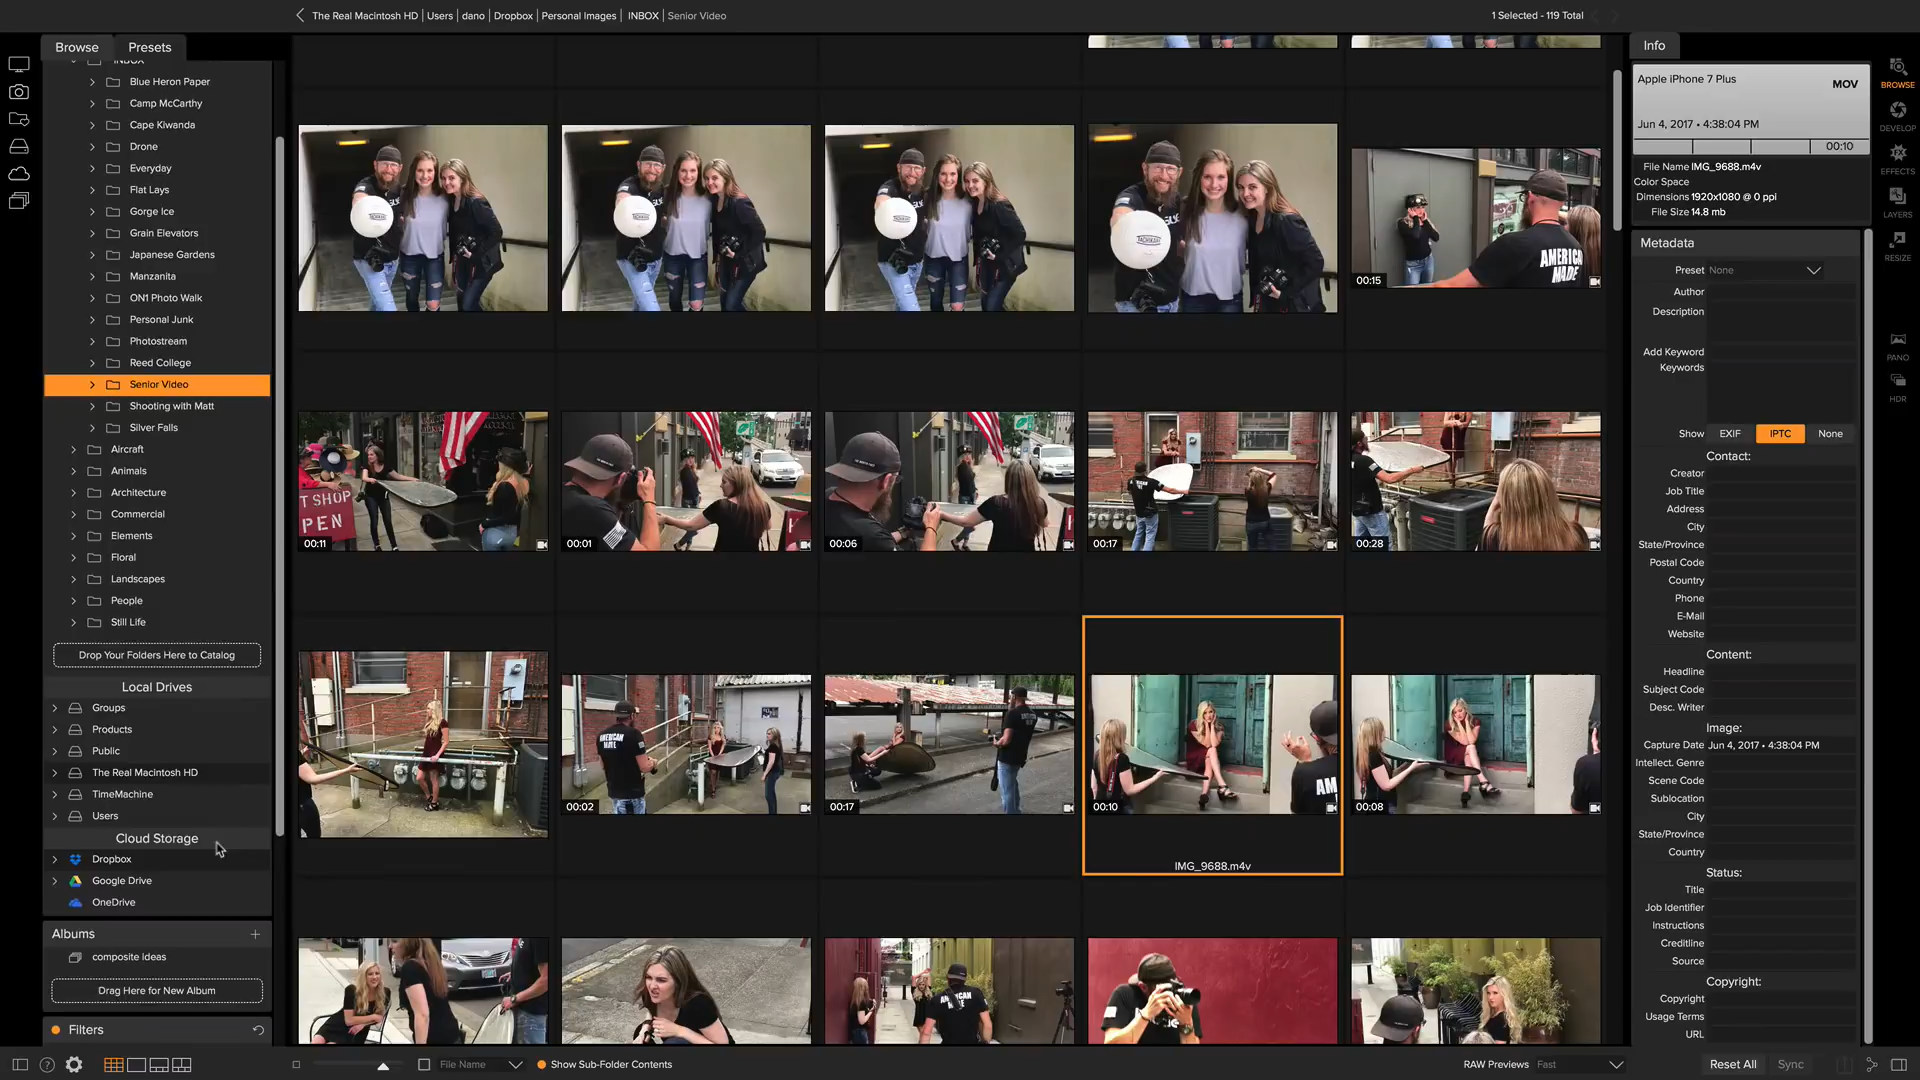 The Real Macintosh HD | Users | dano | Dropbox | Personal Images | INBOX | Senior Video
1 Selected - 119 Total
Browse
Presets
INBOX
Blue Heron Paper
Camp McCarthy
Cape Kiwanda
Drone
Everyday
Flat Lays
Gorge Ice
Grain Elevators
Japanese Gardens
Manzanita
ON1 Photo Walk
Personal Junk
Photostream
Reed College
Senior Video
Shooting with Matt
Silver Falls
Aircraft
Animals
Architecture
Commercial
Elements
Floral
Landscapes
People
Still Life
Drop Your Folders Here to Catalog
Local Drives
Groups
Products
Public
The Real Macintosh HD
TimeMachine
Users
Cloud Storage
Dropbox
Google Drive
OneDrive
Albums
composite ideas
Drag Here for New Album
Filters
TACHIKARA
AMERICAN
MADE
00:15
T SHOP
PEN
00:11
00:01
00:06
00:17
00:28
AMERICAN
MADE
00:02
00:17
00:10
00:08
IMG_9688.m4v
AMERICAN
MADE
File Name
Show Sub-Folder Contents
RAW Previews Fast
Info
Apple iPhone 7 Plus
MOV
Jun 4, 2017 • 4:38:04 PM
00:10
File Name IMG_9688.m4v
Color Space
Dimensions 1920x1080 @ 0 ppi
File Size 14.8 mb
Metadata
Preset None
Author
Description
Add Keyword
Keywords
Show EXIF IPTC None
Contact:
Creator
Job Title
Address
City
State/Province
Postal Code
Country
Phone
E-Mail
Website
Content:
Headline
Subject Code
Desc. Writer
Image:
Capture Date Jun 4, 2017 • 4:38:04 PM
Intellect. Genre
Scene Code
Sublocation
City
State/Province
Country
Status:
Title
Job Identifier
Instructions
Creditline
Source
Copyright:
Copyright
Usage Terms
URL
Reset All
Sync
BROWSE
DEVELOP
EFFECTS
LAYERS
RESIZE
PANO
HDR